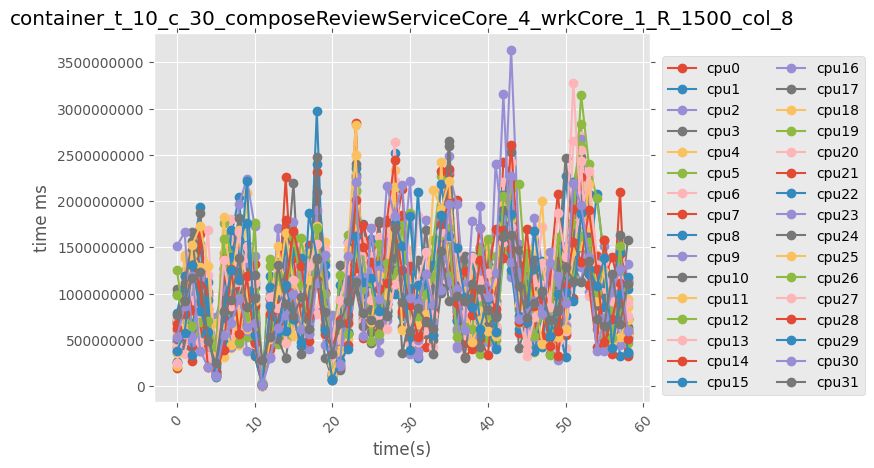 container_t_10_c_30_composeReviewServiceCore_4_wrkCore_1_R_1500_col_8
time ms
3500000000
3000000000
2500000000
2000000000
1500000000
1000000000
500000000
0
0 10 20 30 40 50 60
time(s)
cpu0 cpu16
cpu1 cpu17
cpu2 cpu18
cpu3 cpu19
cpu4 cpu20
cpu5 cpu21
cpu6 cpu22
cpu7 cpu23
cpu8 cpu24
cpu9 cpu25
cpu10 cpu26
cpu11 cpu27
cpu12 cpu28
cpu13 cpu29
cpu14 cpu30
cpu15 cpu31